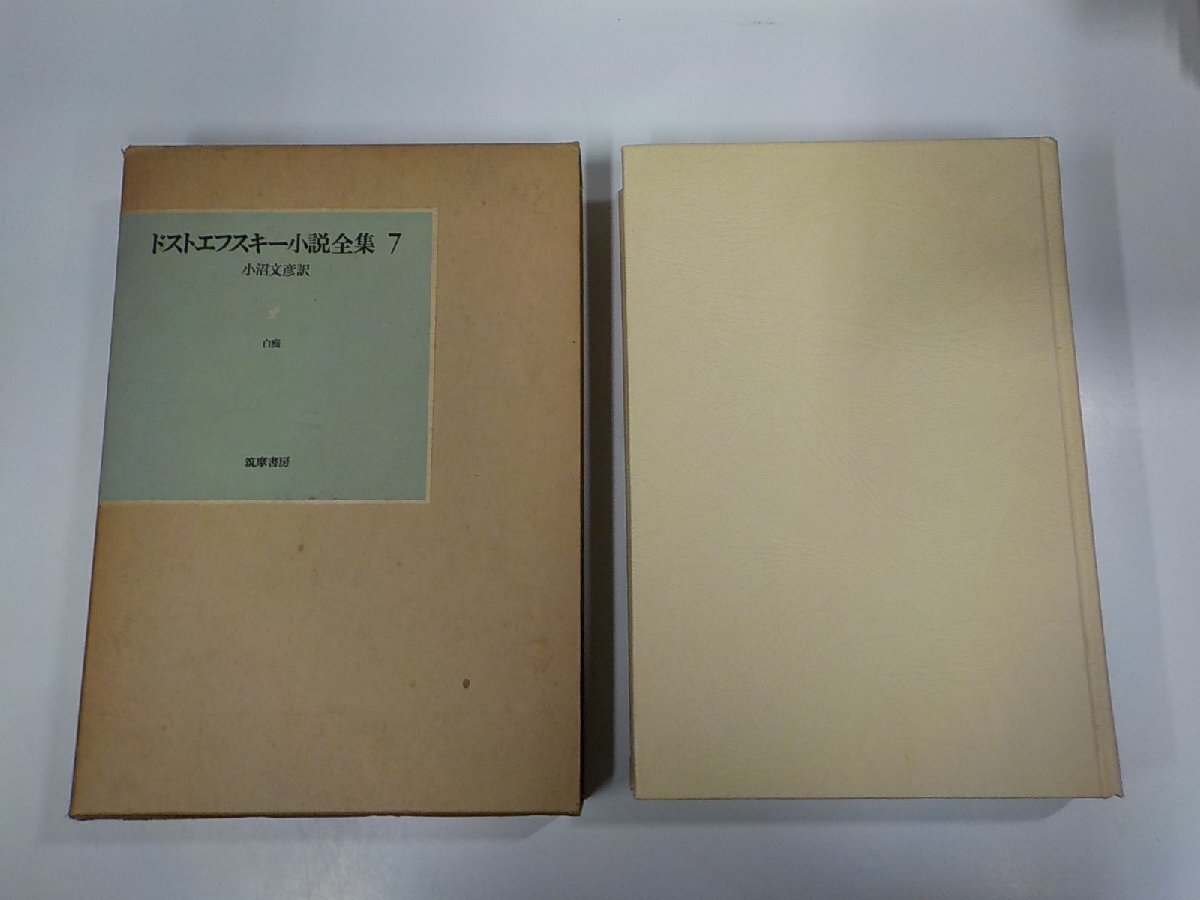 ドストエフスキー小説全集 7
小沼文彦訳
白痴
筑摩書房